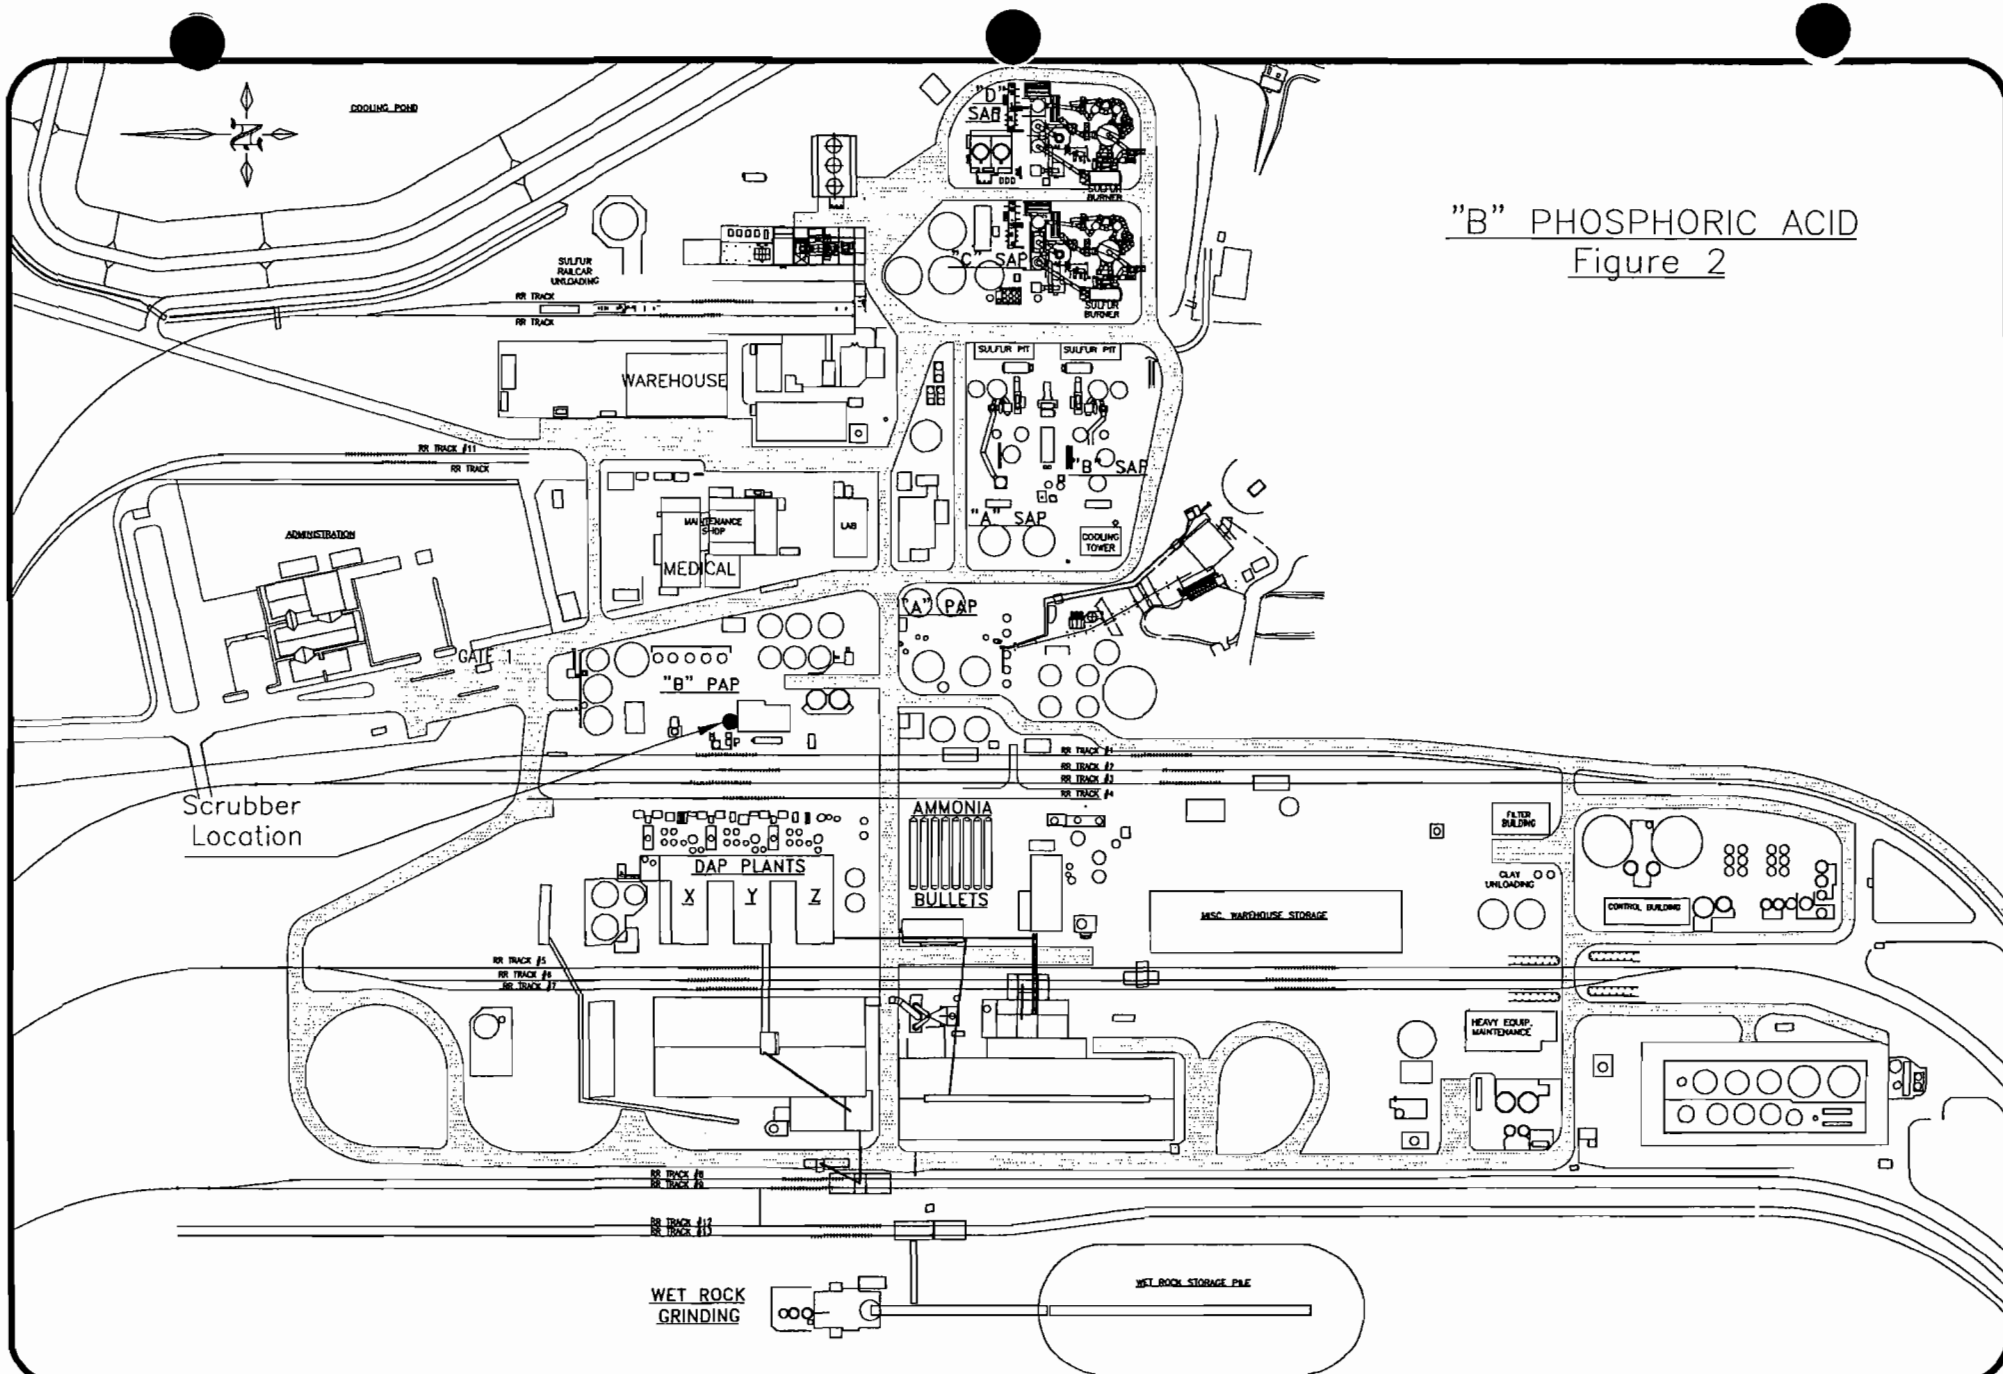 COOLING POND
"D"
SAP
SULFUR
BURNER
"B" PHOSPHORIC ACID
Figure 2
"C" SAP
SULFUR
RAILCAR
UNLOADING
SULFUR
BURNER
RR TRACK
RR TRACK
SULFUR PIT
SULFUR PIT
WAREHOUSE
RR TRACK #11
RR TRACK
"B" SAP
"A" SAP
MAINTENANCE
SHOP
LAB
ADMINISTRATION
COOLING
TOWER
MEDICAL
"A" PAP
GATE 1
"B" PAP
RR TRACK #1
RR TRACK #2
RR TRACK #3
RR TRACK #4
Scrubber
Location
AMMONIA
BULLETS
FILTER
BUILDING
DAP PLANTS
X Y Z
CLAY
UNLOADING
CONTROL BUILDING
MISC. WAREHOUSE STORAGE
RR TRACK #5
RR TRACK #6
RR TRACK #7
HEAVY EQUIP.
MAINTENANCE
RR TRACK #8
RR TRACK #9
RR TRACK #12
RR TRACK #13
WET ROCK
GRINDING
WET ROCK STORAGE PILE